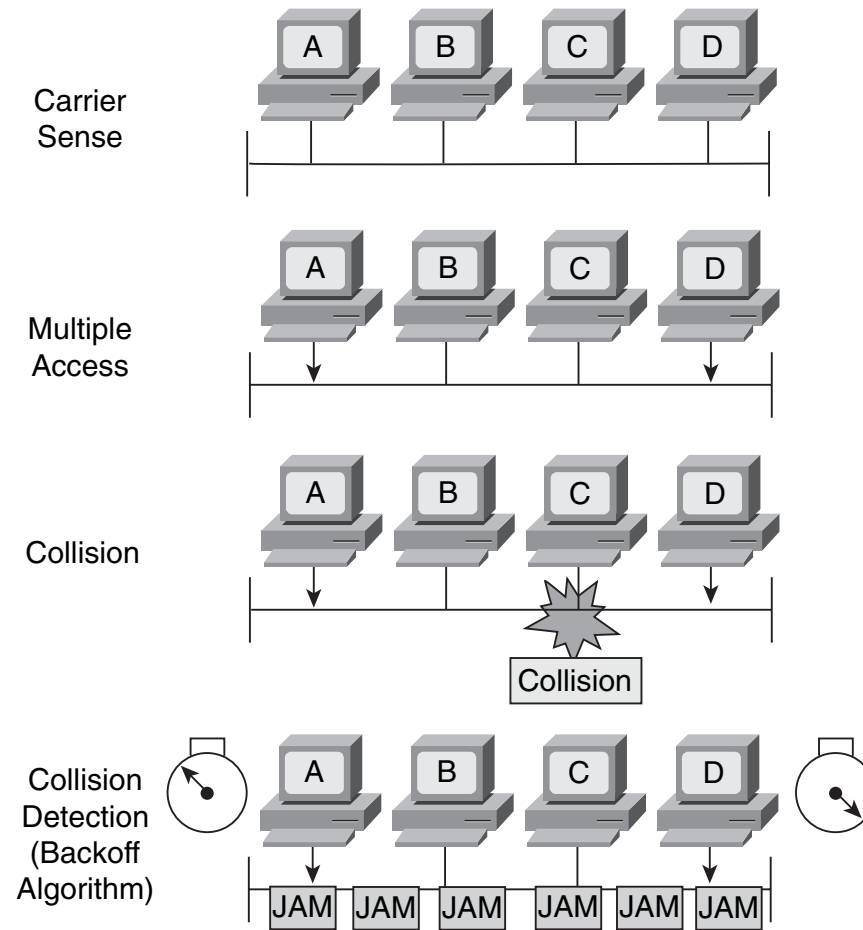 A B C D
Carrier
Sense
A B C D
Multiple
Access
A B C D
Collision
Collision
A B C D
Collision
Detection
(Backoff
Algorithm)
JAM JAM JAM JAM JAM JAM